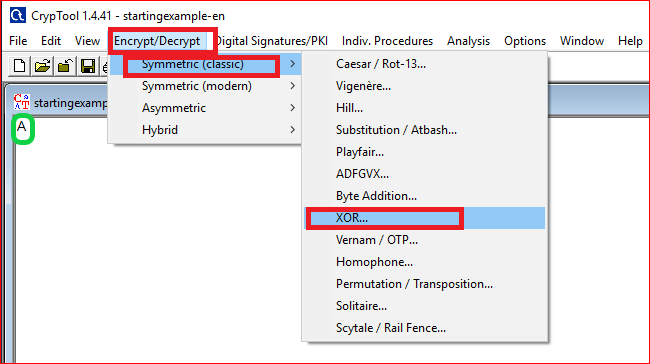 CrypTool 1.4.41 - startingexample-en
File Edit View Encrypt/Decrypt Digital Signatures/PKI Indiv. Procedures Analysis Options Window Help
Symmetric (classic)
Symmetric (modern)
Asymmetric
Hybrid
Caesar / Rot-13...
Vigenère...
Hill...
Substitution / Atbash...
Playfair...
ADFGVX...
Byte Addition...
XOR...
Vernam / OTP...
Homophone...
Permutation / Transposition...
Solitaire...
Scytale / Rail Fence...
startingexamp
A